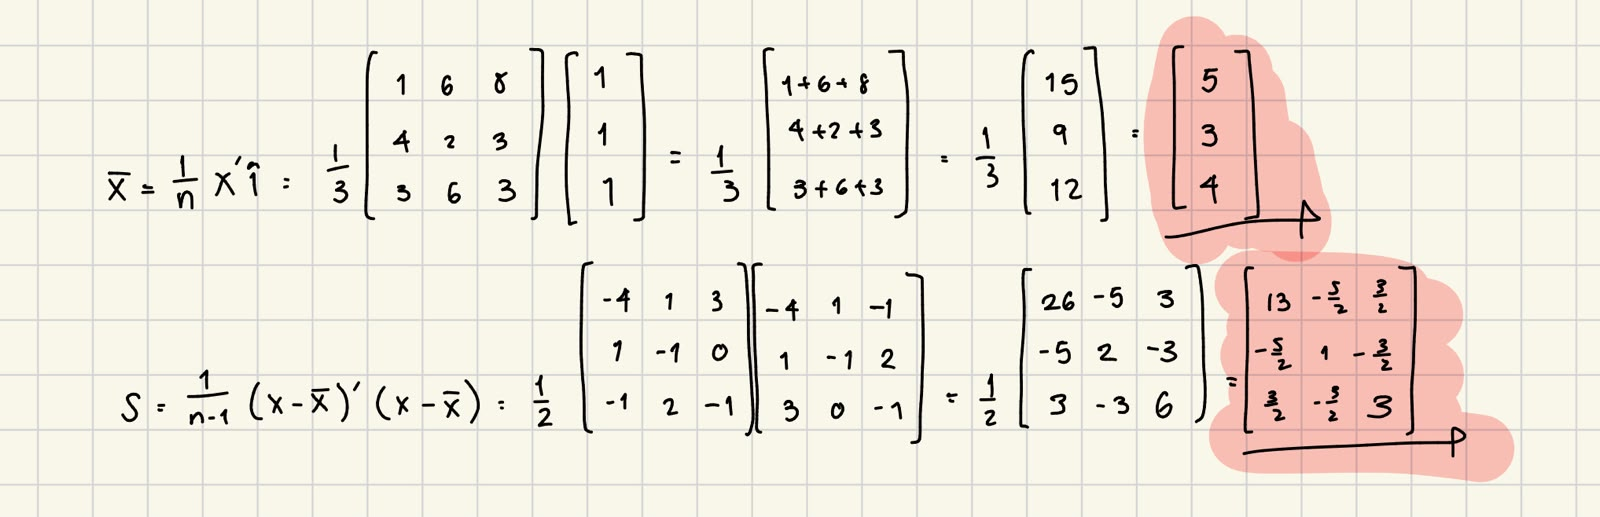 x̄ = 1/n X′1̂ = 1/3 [1 6 8; 4 2 3; 3 6 3] [1; 1; 1] = 1/3 [1+6+8; 4+2+3; 3+6+3] = 1/3 [15; 9; 12] = [5; 3; 4]
S = 1/(n-1) (x-x̄)′ (x-x̄) = 1/2 [-4 1 3; 1 -1 0; -1 2 -1] [-4 1 -1; 1 -1 2; 3 0 -1] = 1/2 [26 -5 3; -5 2 -3; 3 -3 6] = [13 -5/2 3/2; -5/2 1 -3/2; 3/2 -3/2 3]